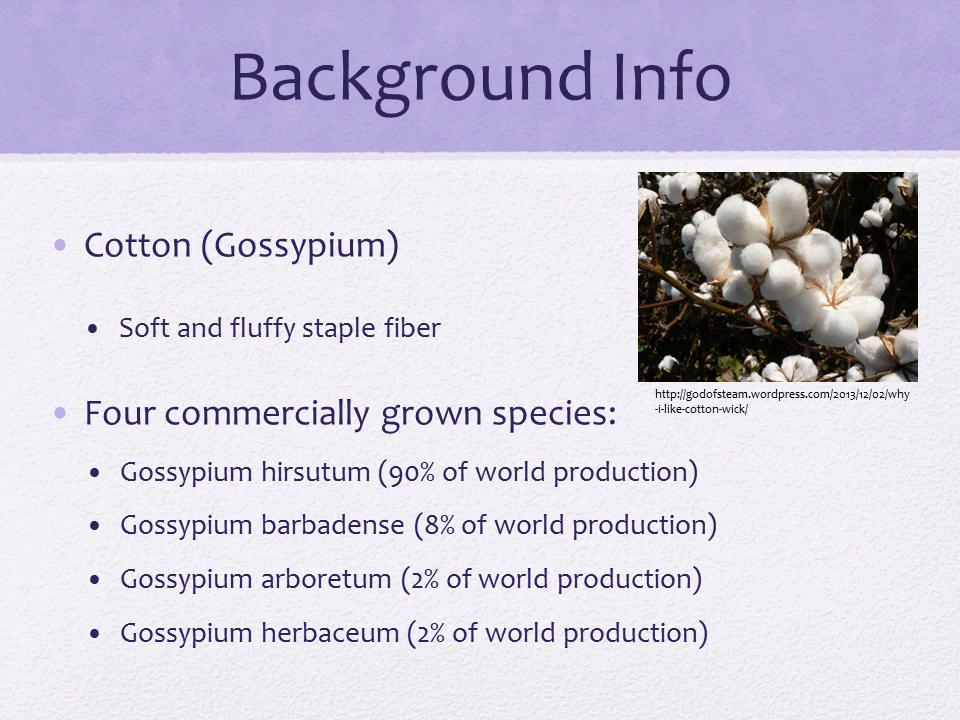 Background Info
• Cotton (Gossypium)
• Soft and fluffy staple fiber
• Four commercially grown species:
• Gossypium hirsutum (90% of world production)
• Gossypium barbadense (8% of world production)
• Gossypium arboretum (2% of world production)
• Gossypium herbaceum (2% of world production)
http://godofsteam.wordpress.com/2013/12/02/why
-i-like-cotton-wick/